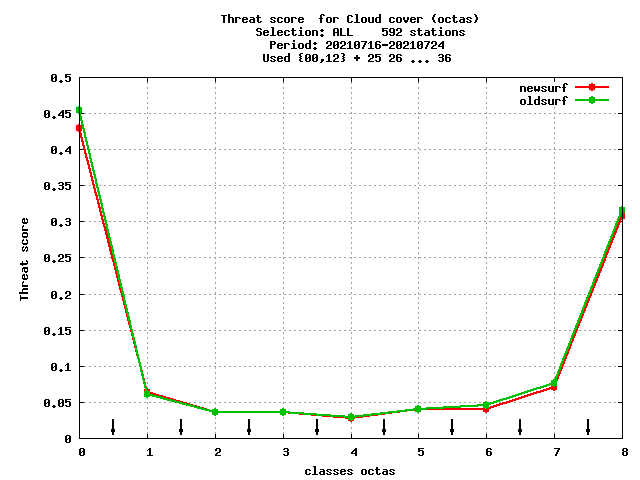 Threat score  for Cloud cover (octas)
Selection: ALL    592 stations
Period: 20210716-20210724
Used {00,12} + 25 26 ... 36
newsurf
oldsurf
0.5
0.45
0.4
0.35
0.3
0.25
0.2
0.15
0.1
0.05
0
Threat score
0 1 2 3 4 5 6 7 8
classes octas